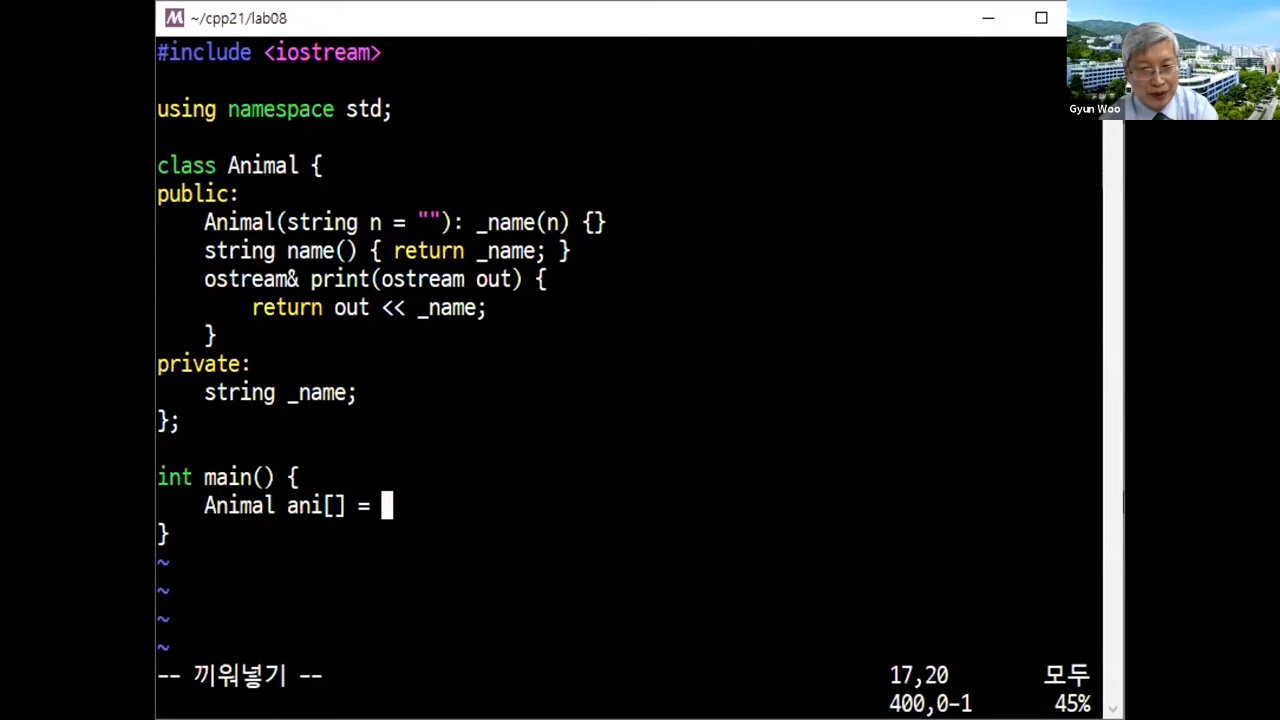 ~/cpp21/lab08
Gyun Woo
#include <iostream>
using namespace std;
class Animal {
public:
Animal(string n = ""): _name(n) {}
string name() { return _name; }
ostream& print(ostream out) {
return out << _name;
}
private:
string _name;
};
int main() {
Animal ani[] =
}
~
~
~
~
-- 끼워넣기 -- 17,20 모두
400,0-1 45%